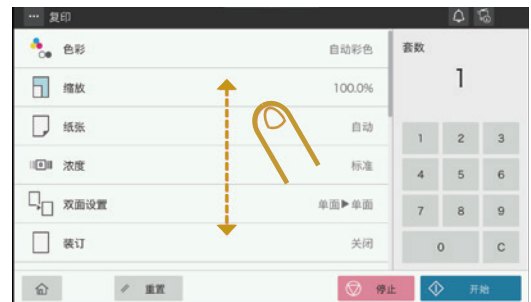 ... 复印
色彩 自动彩色
缩放 100.0%
纸张 自动
浓度 标准
双面设置 单面▶单面
装订 关闭
套数
1
1 2 3
4 5 6
7 8 9
0 C
重置 停止 开始